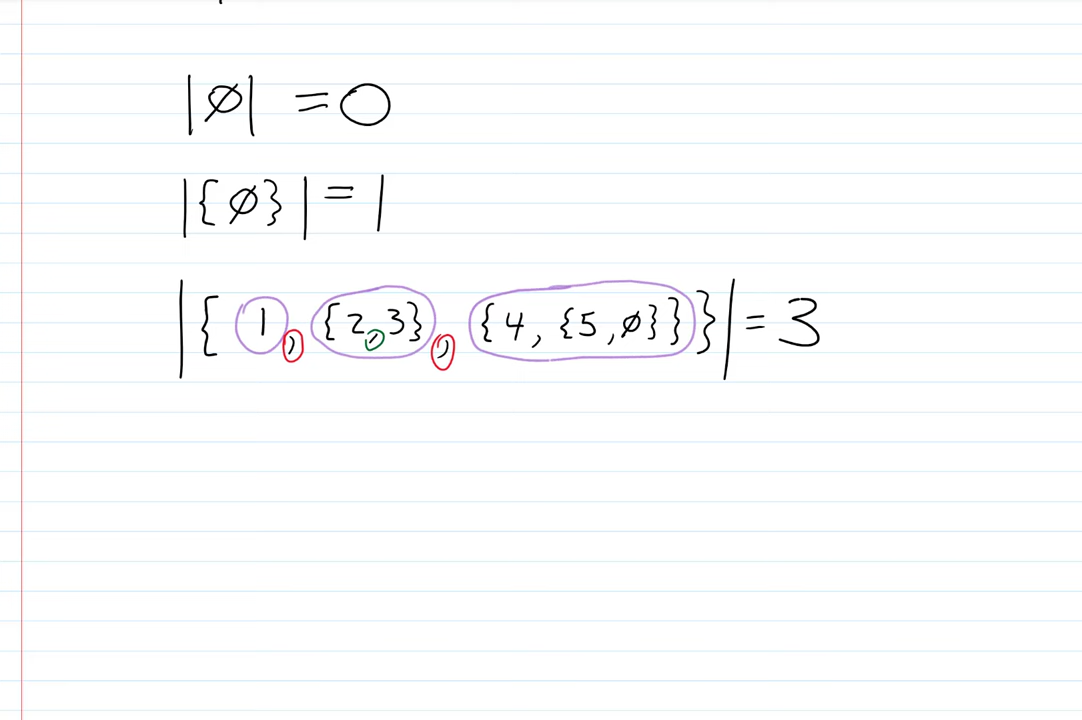 |∅| = 0
|{∅}| = 1
|{ 1, {2,3}, {4, {5,∅}}}| = 3